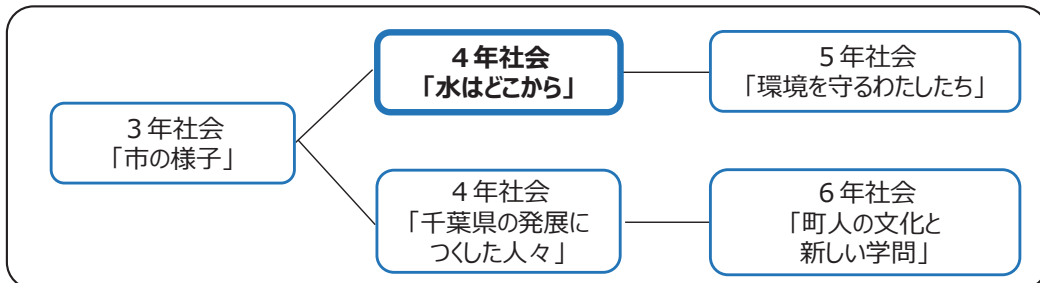 ３年社会
「市の様子」
４年社会
「水はどこから」
５年社会
「環境を守るわたしたち」
４年社会
「千葉県の発展に
つくした人々」
６年社会
「町人の文化と
新しい学問」